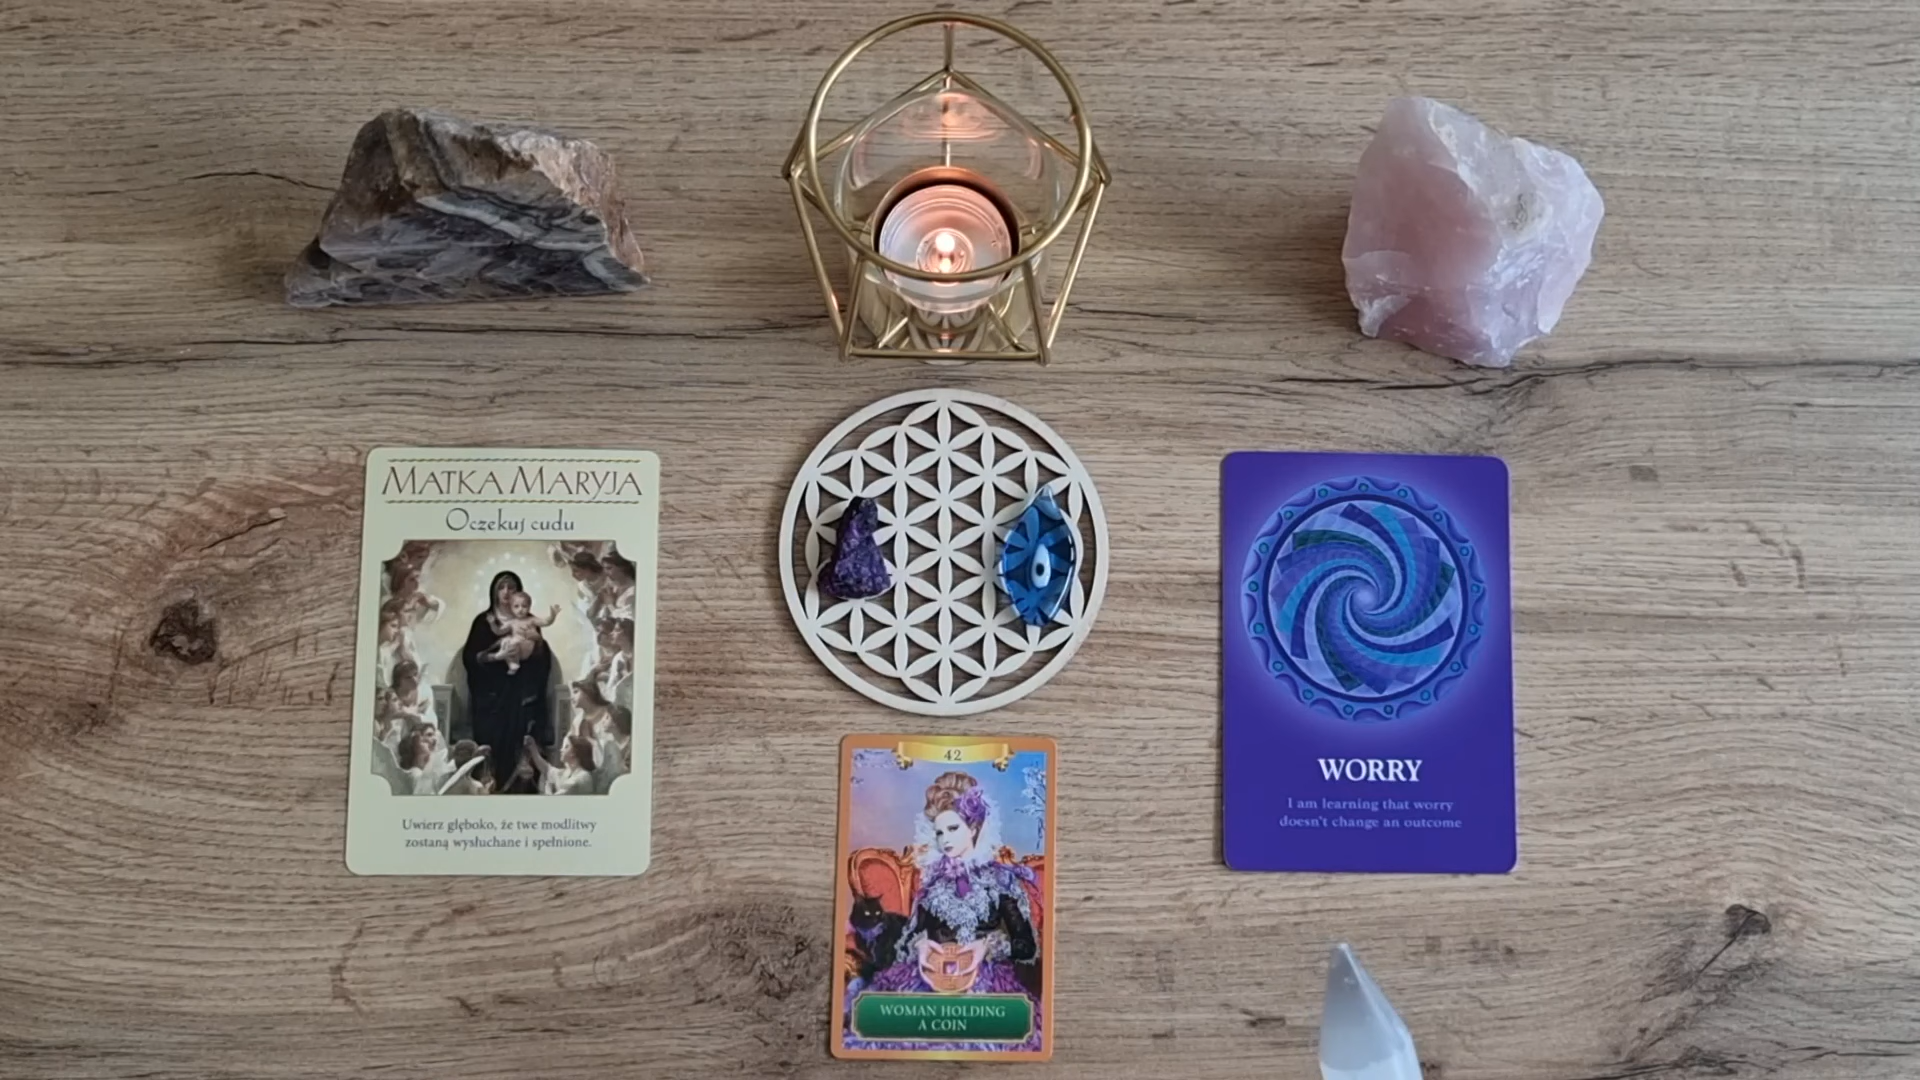 MATKA MARYJA
Oczekuj cudu
Uwierz głęboko, że twe modlitwy
zostaną wysłuchane i spełnione.
42
WOMAN HOLDING
A COIN
WORRY
I am learning that worry
doesn't change an outcome